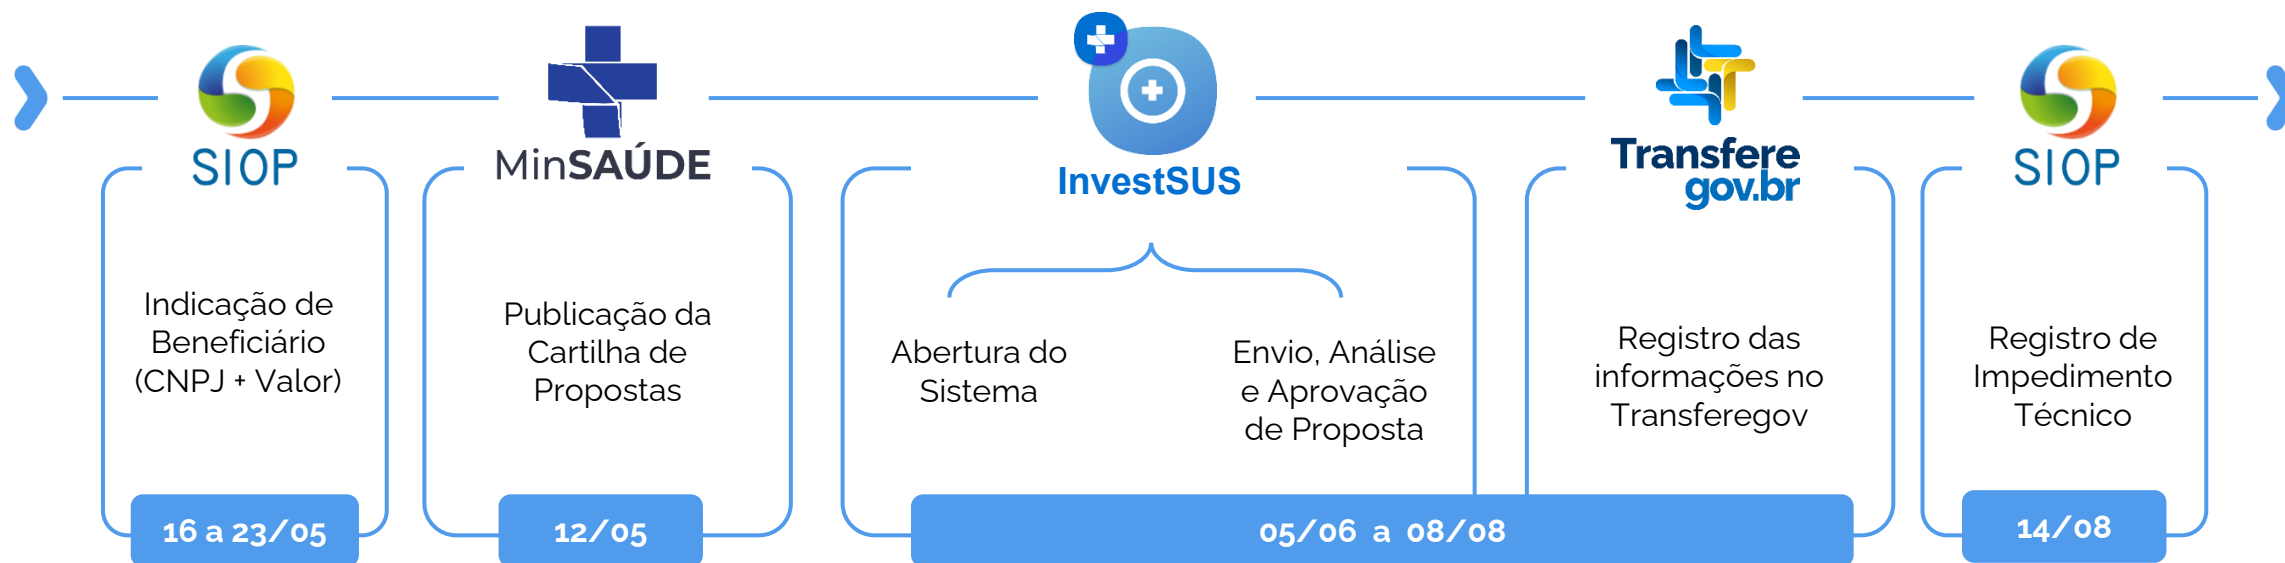 SIOP
Indicação de
Beneficiário
(CNPJ + Valor)
16 a 23/05
MinSAÚDE
Publicação da
Cartilha de
Propostas
12/05
InvestSUS
Abertura do
Sistema
Envio, Análise
e Aprovação
de Proposta
Transfere
gov.br
Registro das
informações no
Transferegov
05/06 a 08/08
SIOP
Registro de
Impedimento
Técnico
14/08